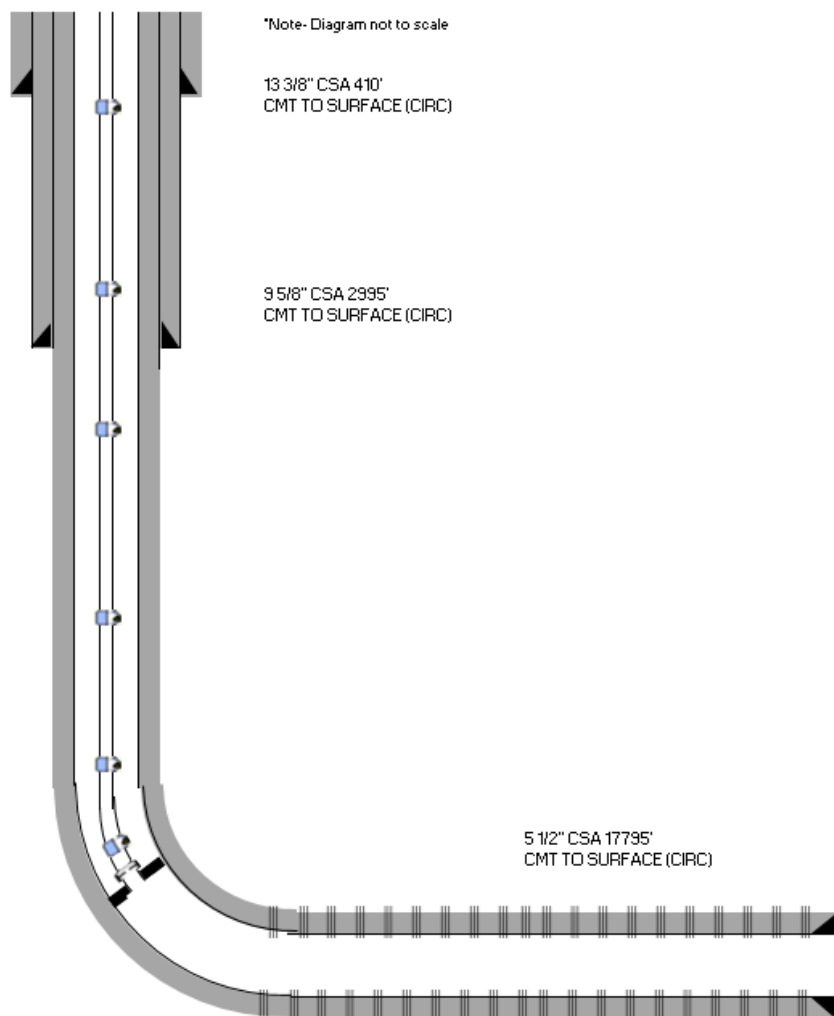 *Note- Diagram not to scale
13 3/8" CSA 410'
CMT TO SURFACE (CIRC)
9 5/8" CSA 2995'
CMT TO SURFACE (CIRC)
5 1/2" CSA 17795'
CMT TO SURFACE (CIRC)